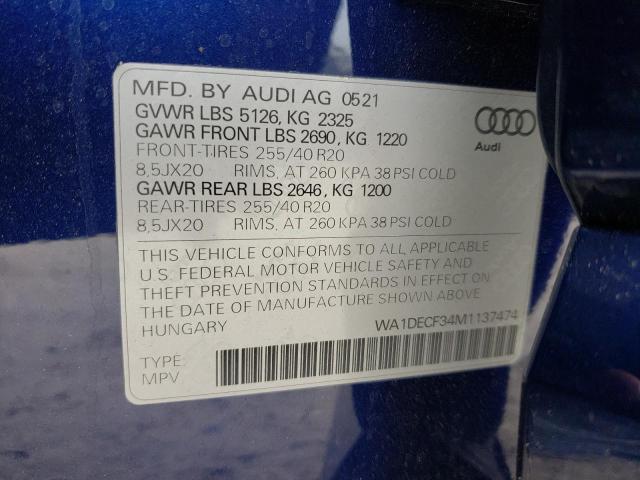 MFD. BY AUDI AG 0521
GVWR LBS 5126, KG 2325
GAWR FRONT LBS 2690, KG 1220
FRONT-TIRES 255/40 R20
8,5JX20 RIMS, AT 260 KPA 38 PSI COLD
GAWR REAR LBS 2646, KG 1200
REAR-TIRES 255/40 R20
8,5JX20 RIMS, AT 260 KPA 38 PSI COLD
Audi
THIS VEHICLE CONFORMS TO ALL APPLICABLE
U.S. FEDERAL MOTOR VEHICLE SAFETY AND
THEFT PREVENTION STANDARDS IN EFFECT ON
THE DATE OF MANUFACTURE SHOWN ABOVE
HUNGARY WA1DECF34M1137474
TYPE:
MPV